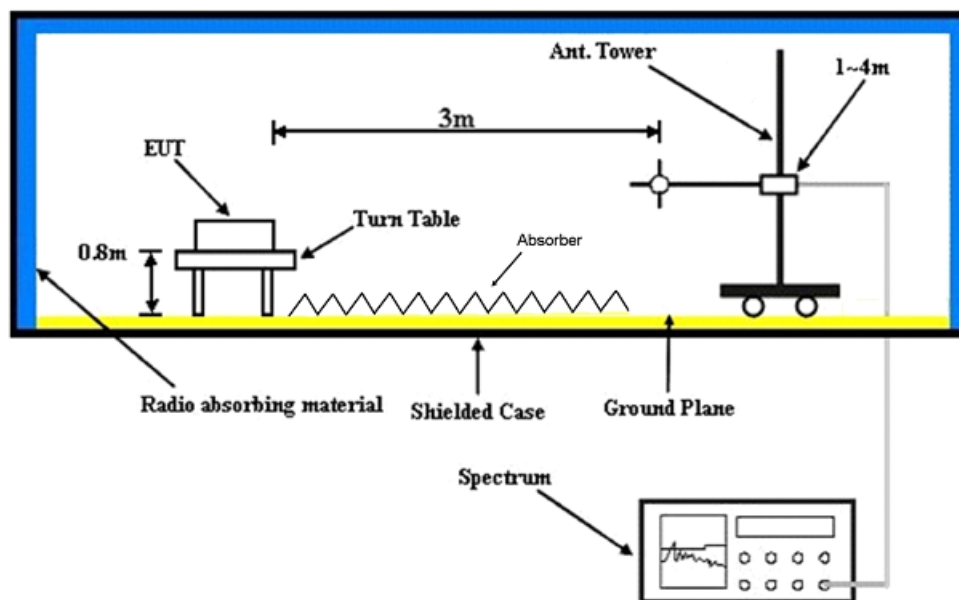 Ant. Tower
1~4m
3m
EUT
Turn Table
0.8m
Absorber
Radio absorbing material
Shielded Case
Ground Plane
Spectrum